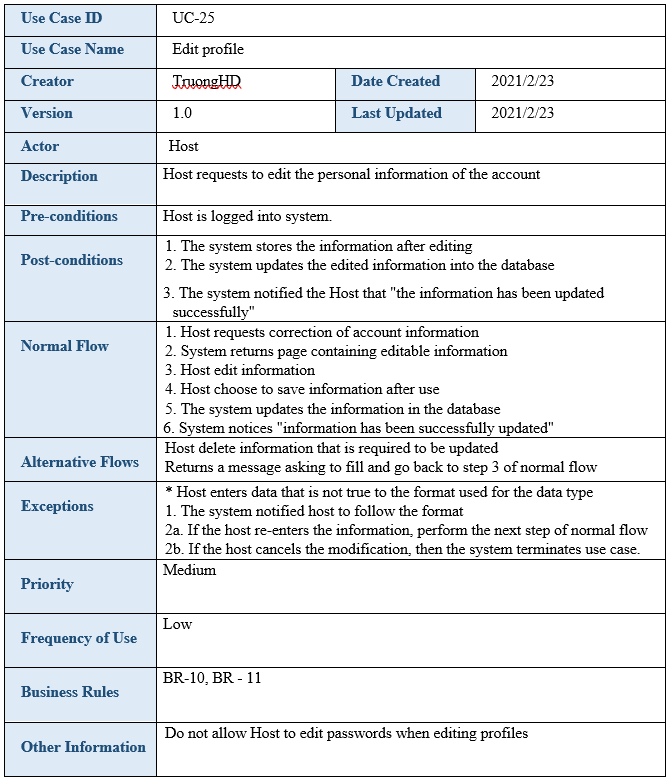 Use Case ID UC-25
Use Case Name Edit profile
Creator TruongHD Date Created 2021/2/23
Version 1.0 Last Updated 2021/2/23
Actor Host
Description Host requests to edit the personal information of the account
Pre-conditions Host is logged into system.
Post-conditions 1. The system stores the information after editing
2. The system updates the edited information into the database
3. The system notified the Host that "the information has been updated
successfully"
Normal Flow 1. Host requests correction of account information
2. System returns page containing editable information
3. Host edit information
4. Host choose to save information after use
5. The system updates the information in the database
6. System notices "information has been successfully updated"
Alternative Flows Host delete information that is required to be updated
Returns a message asking to fill and go back to step 3 of normal flow
Exceptions * Host enters data that is not true to the format used for the data type
1. The system notified host to follow the format
2a. If the host re-enters the information, perform the next step of normal flow
2b. If the host cancels the modification, then the system terminates use case.
Priority Medium
Frequency of Use Low
Business Rules BR-10, BR - 11
Other Information Do not allow Host to edit passwords when editing profiles